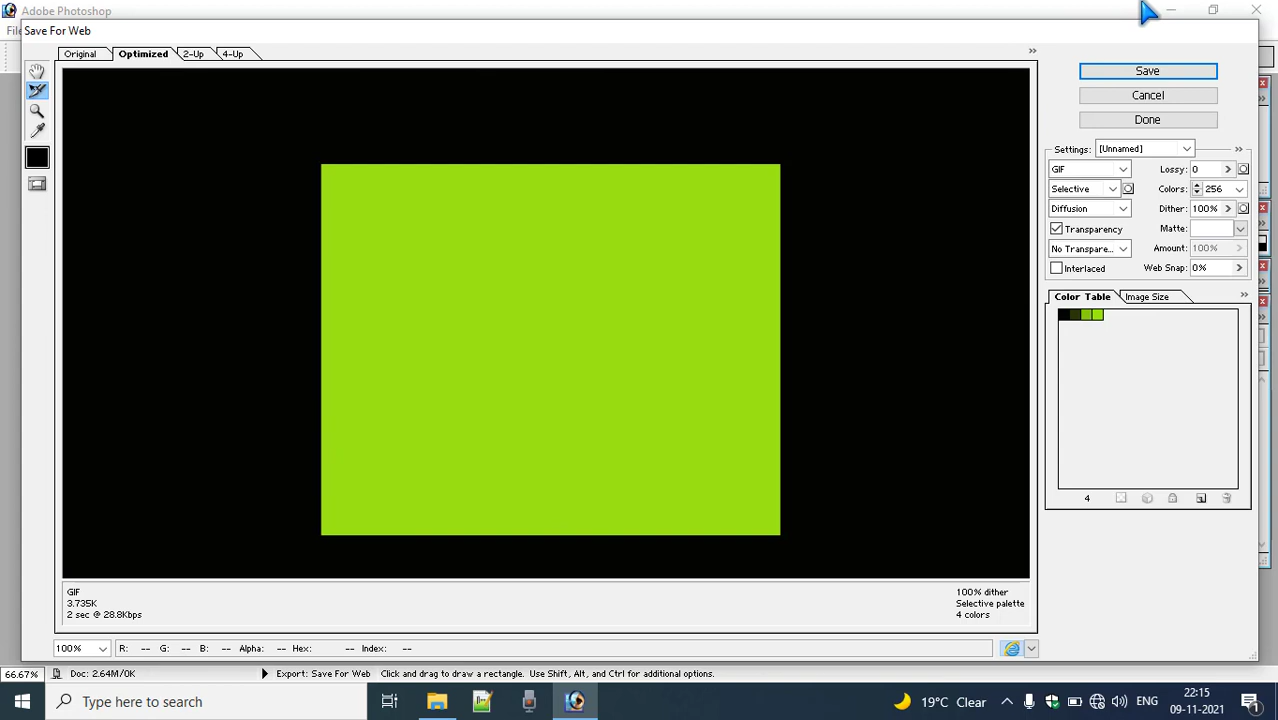 Adobe Photoshop
Save For Web
Original Optimized 2-Up 4-Up
Save
Cancel
Done
Settings: [Unnamed]
GIF Lossy: 0
Selective Colors: 256
Diffusion Dither: 100%
Transparency Matte:
No Transpare... Amount: 100%
Interlaced Web Snap: 0%
Color Table Image Size
4
GIF
3.735K
2 sec @ 28.8Kbps
100% dither
Selective palette
4 colors
100% R: -- G: -- B: -- Alpha: -- Hex: -- Index: --
66.67% Doc: 2.64M/0K Export: Save For Web Click and drag to draw a rectangle. Use Shift, Alt, and Ctrl for additional options.
Type here to search
19°C Clear
ENG
22:15
09-11-2021
1